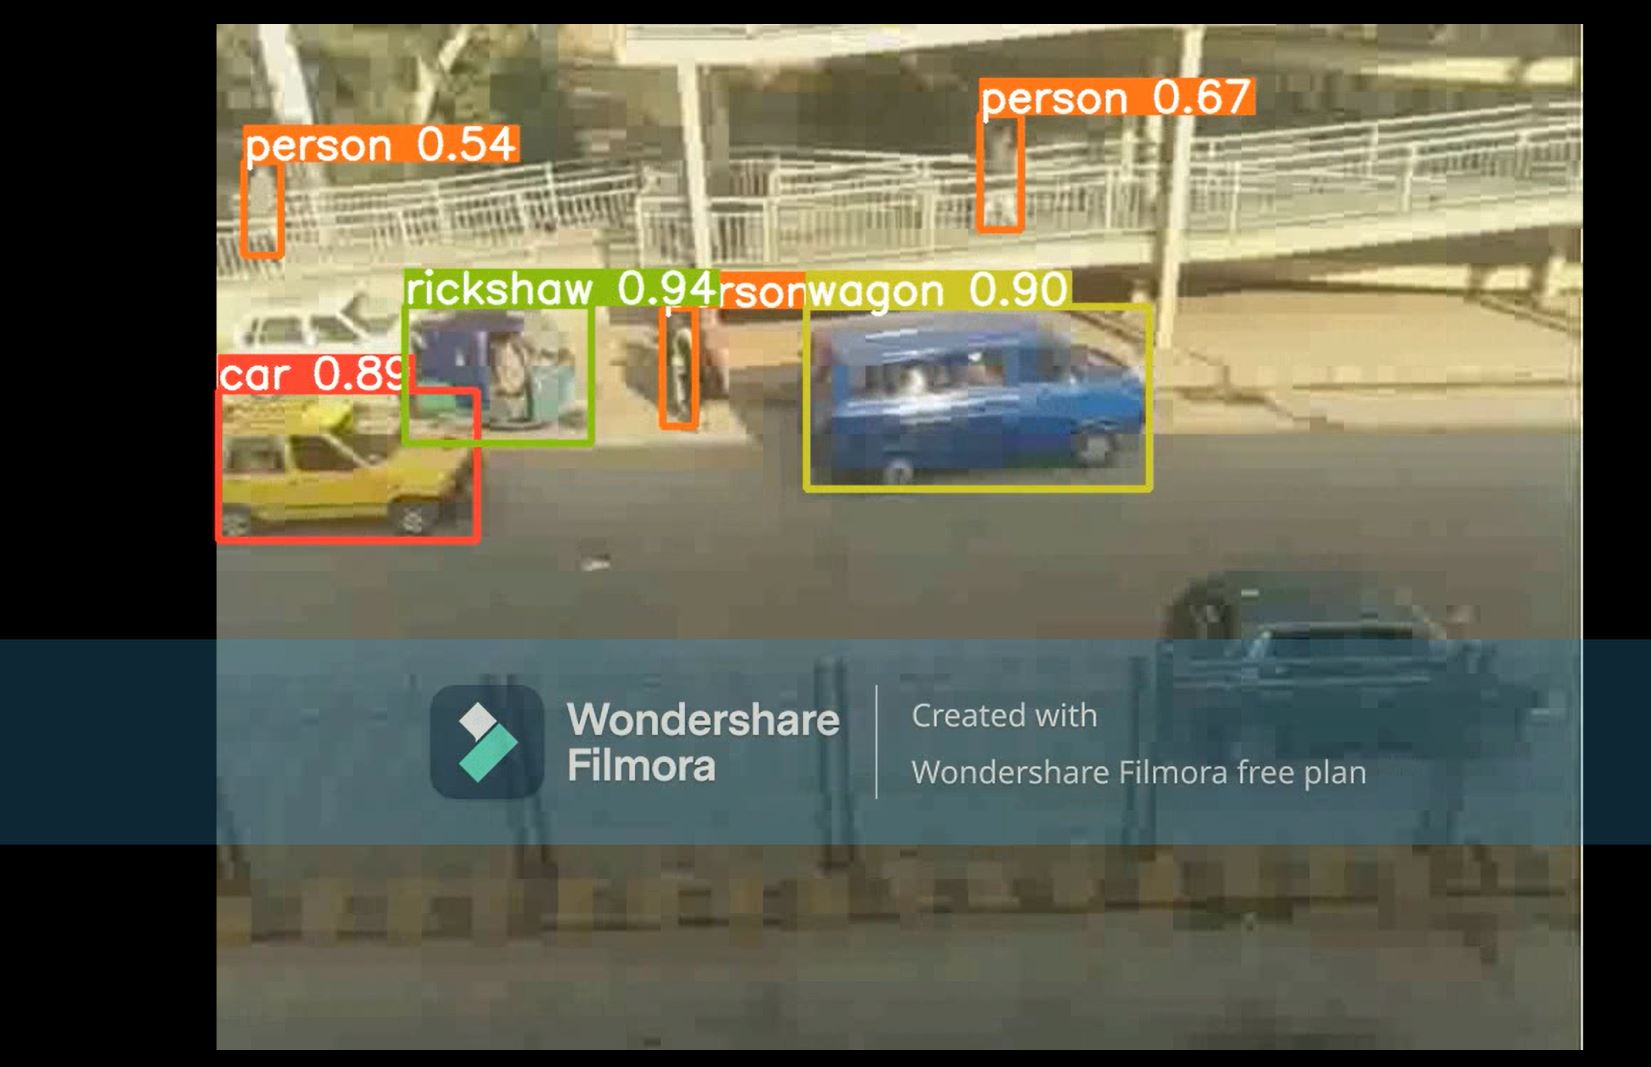 person 0.67
person 0.54
rickshaw 0.94
wagon 0.90
car 0.89
Wondershare
Filmora
Created with
Wondershare Filmora free plan